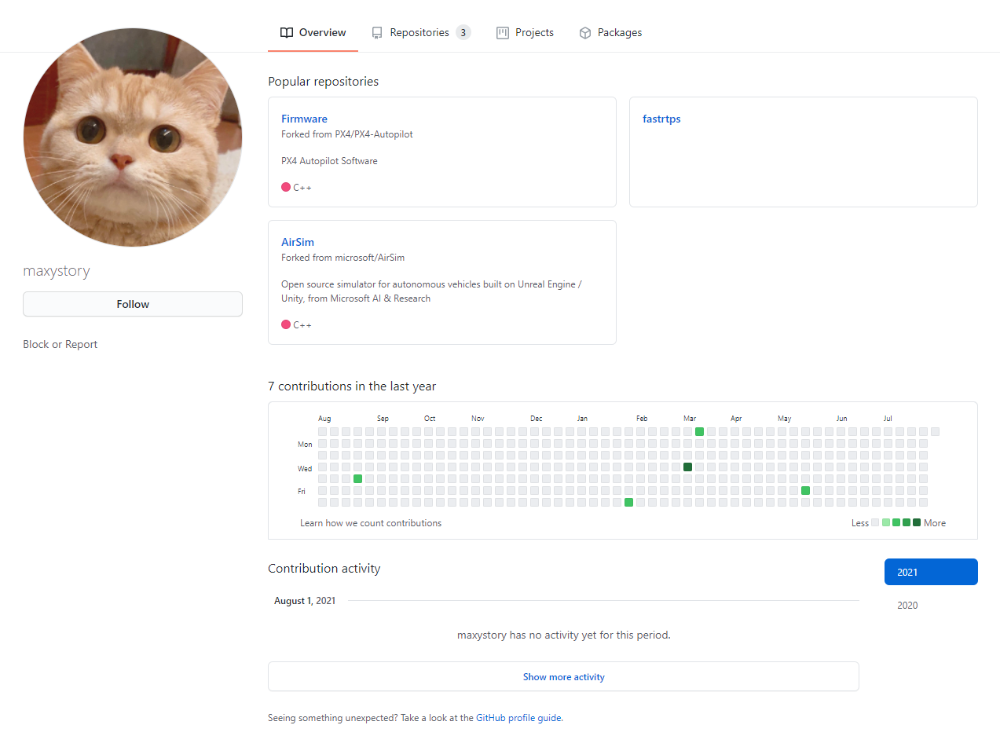 Overview Repositories 3 Projects Packages
maxystory
Follow
Block or Report
Popular repositories
Firmware
Forked from PX4/PX4-Autopilot
PX4 Autopilot Software
C++
fastrtps
AirSim
Forked from microsoft/AirSim
Open source simulator for autonomous vehicles built on Unreal Engine /
Unity, from Microsoft AI & Research
C++
7 contributions in the last year
Aug Sep Oct Nov Dec Jan Feb Mar Apr May Jun Jul
Mon
Wed
Fri
Learn how we count contributions
Less More
Contribution activity
2021
2020
August 1, 2021
maxystory has no activity yet for this period.
Show more activity
Seeing something unexpected? Take a look at the GitHub profile guide.